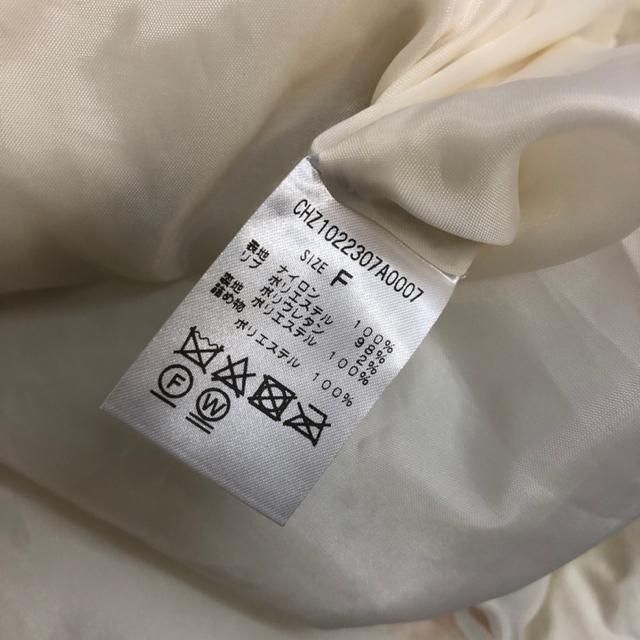 CHZ1022307A0007
SIZE F
表地 ナイロン 100%
リブ ポリエステル 98%
ポリウレタン 2%
裏地 ポリエステル 100%
詰め物 ポリエステル 100%
F W